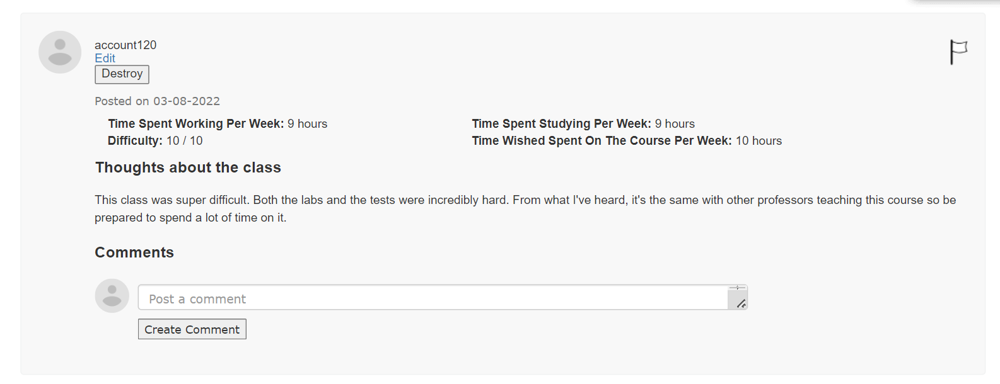 account120
Edit
Destroy
Posted on 03-08-2022
Time Spent Working Per Week: 9 hours
Time Spent Studying Per Week: 9 hours
Difficulty: 10 / 10
Time Wished Spent On The Course Per Week: 10 hours
Thoughts about the class
This class was super difficult. Both the labs and the tests were incredibly hard. From what I've heard, it's the same with other professors teaching this course so be
prepared to spend a lot of time on it.
Comments
Post a comment
Create Comment